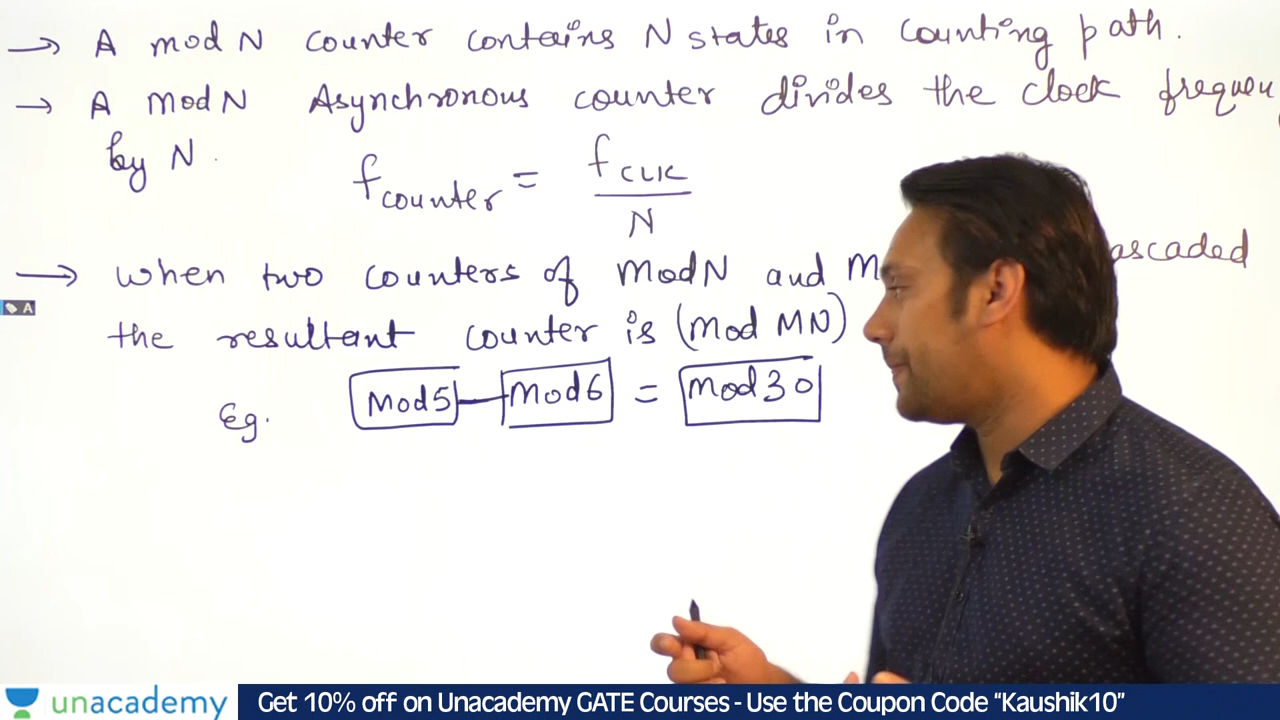 → A mod N counter contains N states in counting path.
→ A mod N Asynchronous counter divides the clock frequen
by N.
f counter = f CLK / N
→ When two counters of mod N and M ascaded
the resultant counter is (mod MN)
Eg. Mod5 Mod6 = Mod30
A
unacademy
Get 10% off on Unacademy GATE Courses - Use the Coupon Code "Kaushik10"